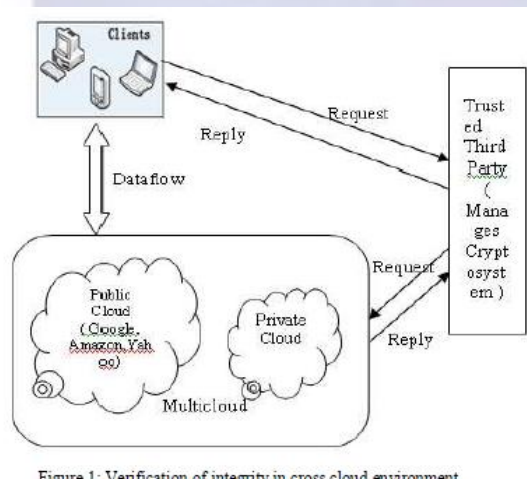 Clients
Request
Reply
Dataflow
Trust
ed
Third
Party
(
Mana
ges
Crypt
osyst
em )
Request
Reply
Public
Cloud
(Google,
Amazon,Yah
oo)
Private
Cloud
Multicloud
Figure 1: Verification of integrity in cross cloud environment